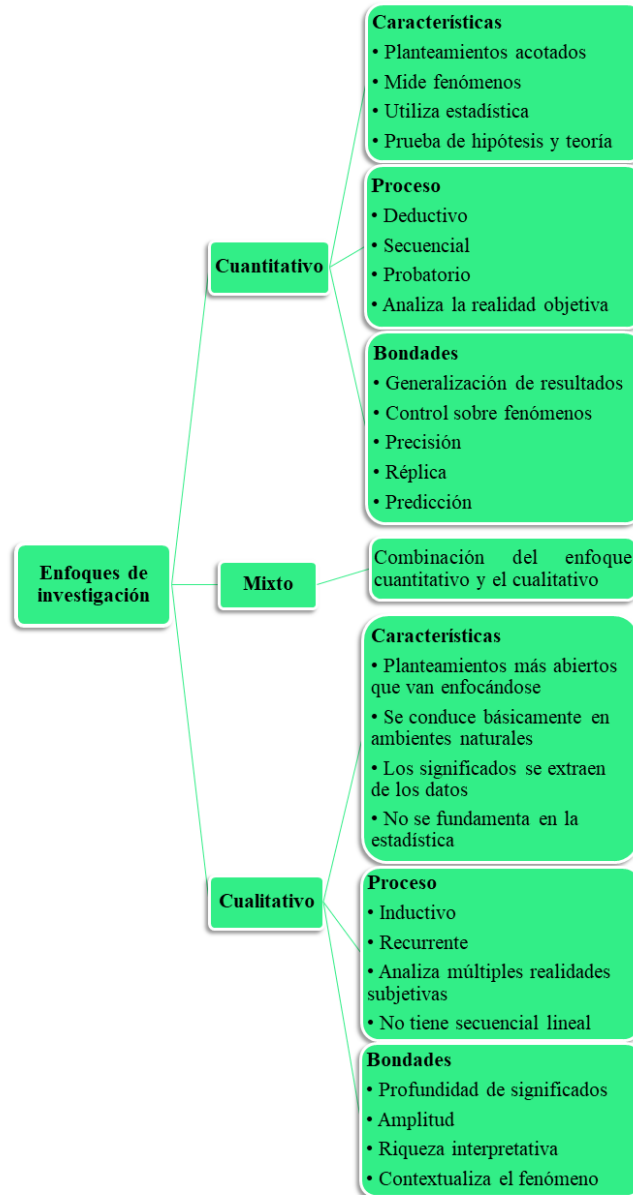 Enfoques de
investigación
Cuantitativo
Características
• Planteamientos acotados
• Mide fenómenos
• Utiliza estadística
• Prueba de hipótesis y teoría
Proceso
• Deductivo
• Secuencial
• Probatorio
• Analiza la realidad objetiva
Bondades
• Generalización de resultados
• Control sobre fenómenos
• Precisión
• Réplica
• Predicción
Mixto
Combinación del enfoque
cuantitativo y el cualitativo
Cualitativo
Características
• Planteamientos más abiertos
que van enfocándose
• Se conduce básicamente en
ambientes naturales
• Los significados se extraen
de los datos
• No se fundamenta en la
estadística
Proceso
• Inductivo
• Recurrente
• Analiza múltiples realidades
subjetivas
• No tiene secuencial lineal
Bondades
• Profundidad de significados
• Amplitud
• Riqueza interpretativa
• Contextualiza el fenómeno